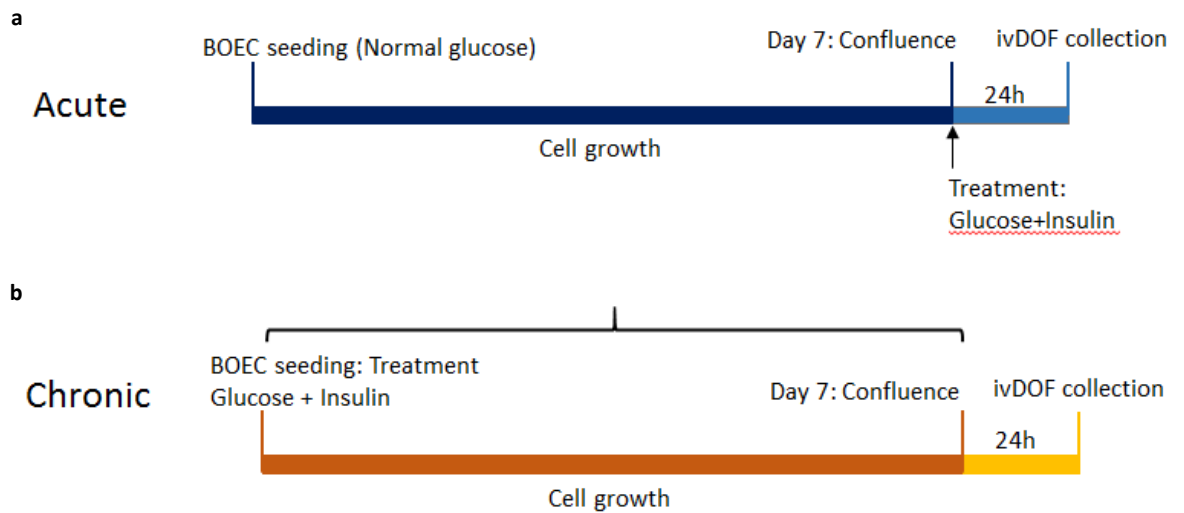 a
BOEC seeding (Normal glucose)
Day 7: Confluence
ivDOF collection
Acute
24h
Cell growth
Treatment:
Glucose+Insulin
b
BOEC seeding: Treatment
Glucose + Insulin
Chronic
Day 7: Confluence
ivDOF collection
24h
Cell growth